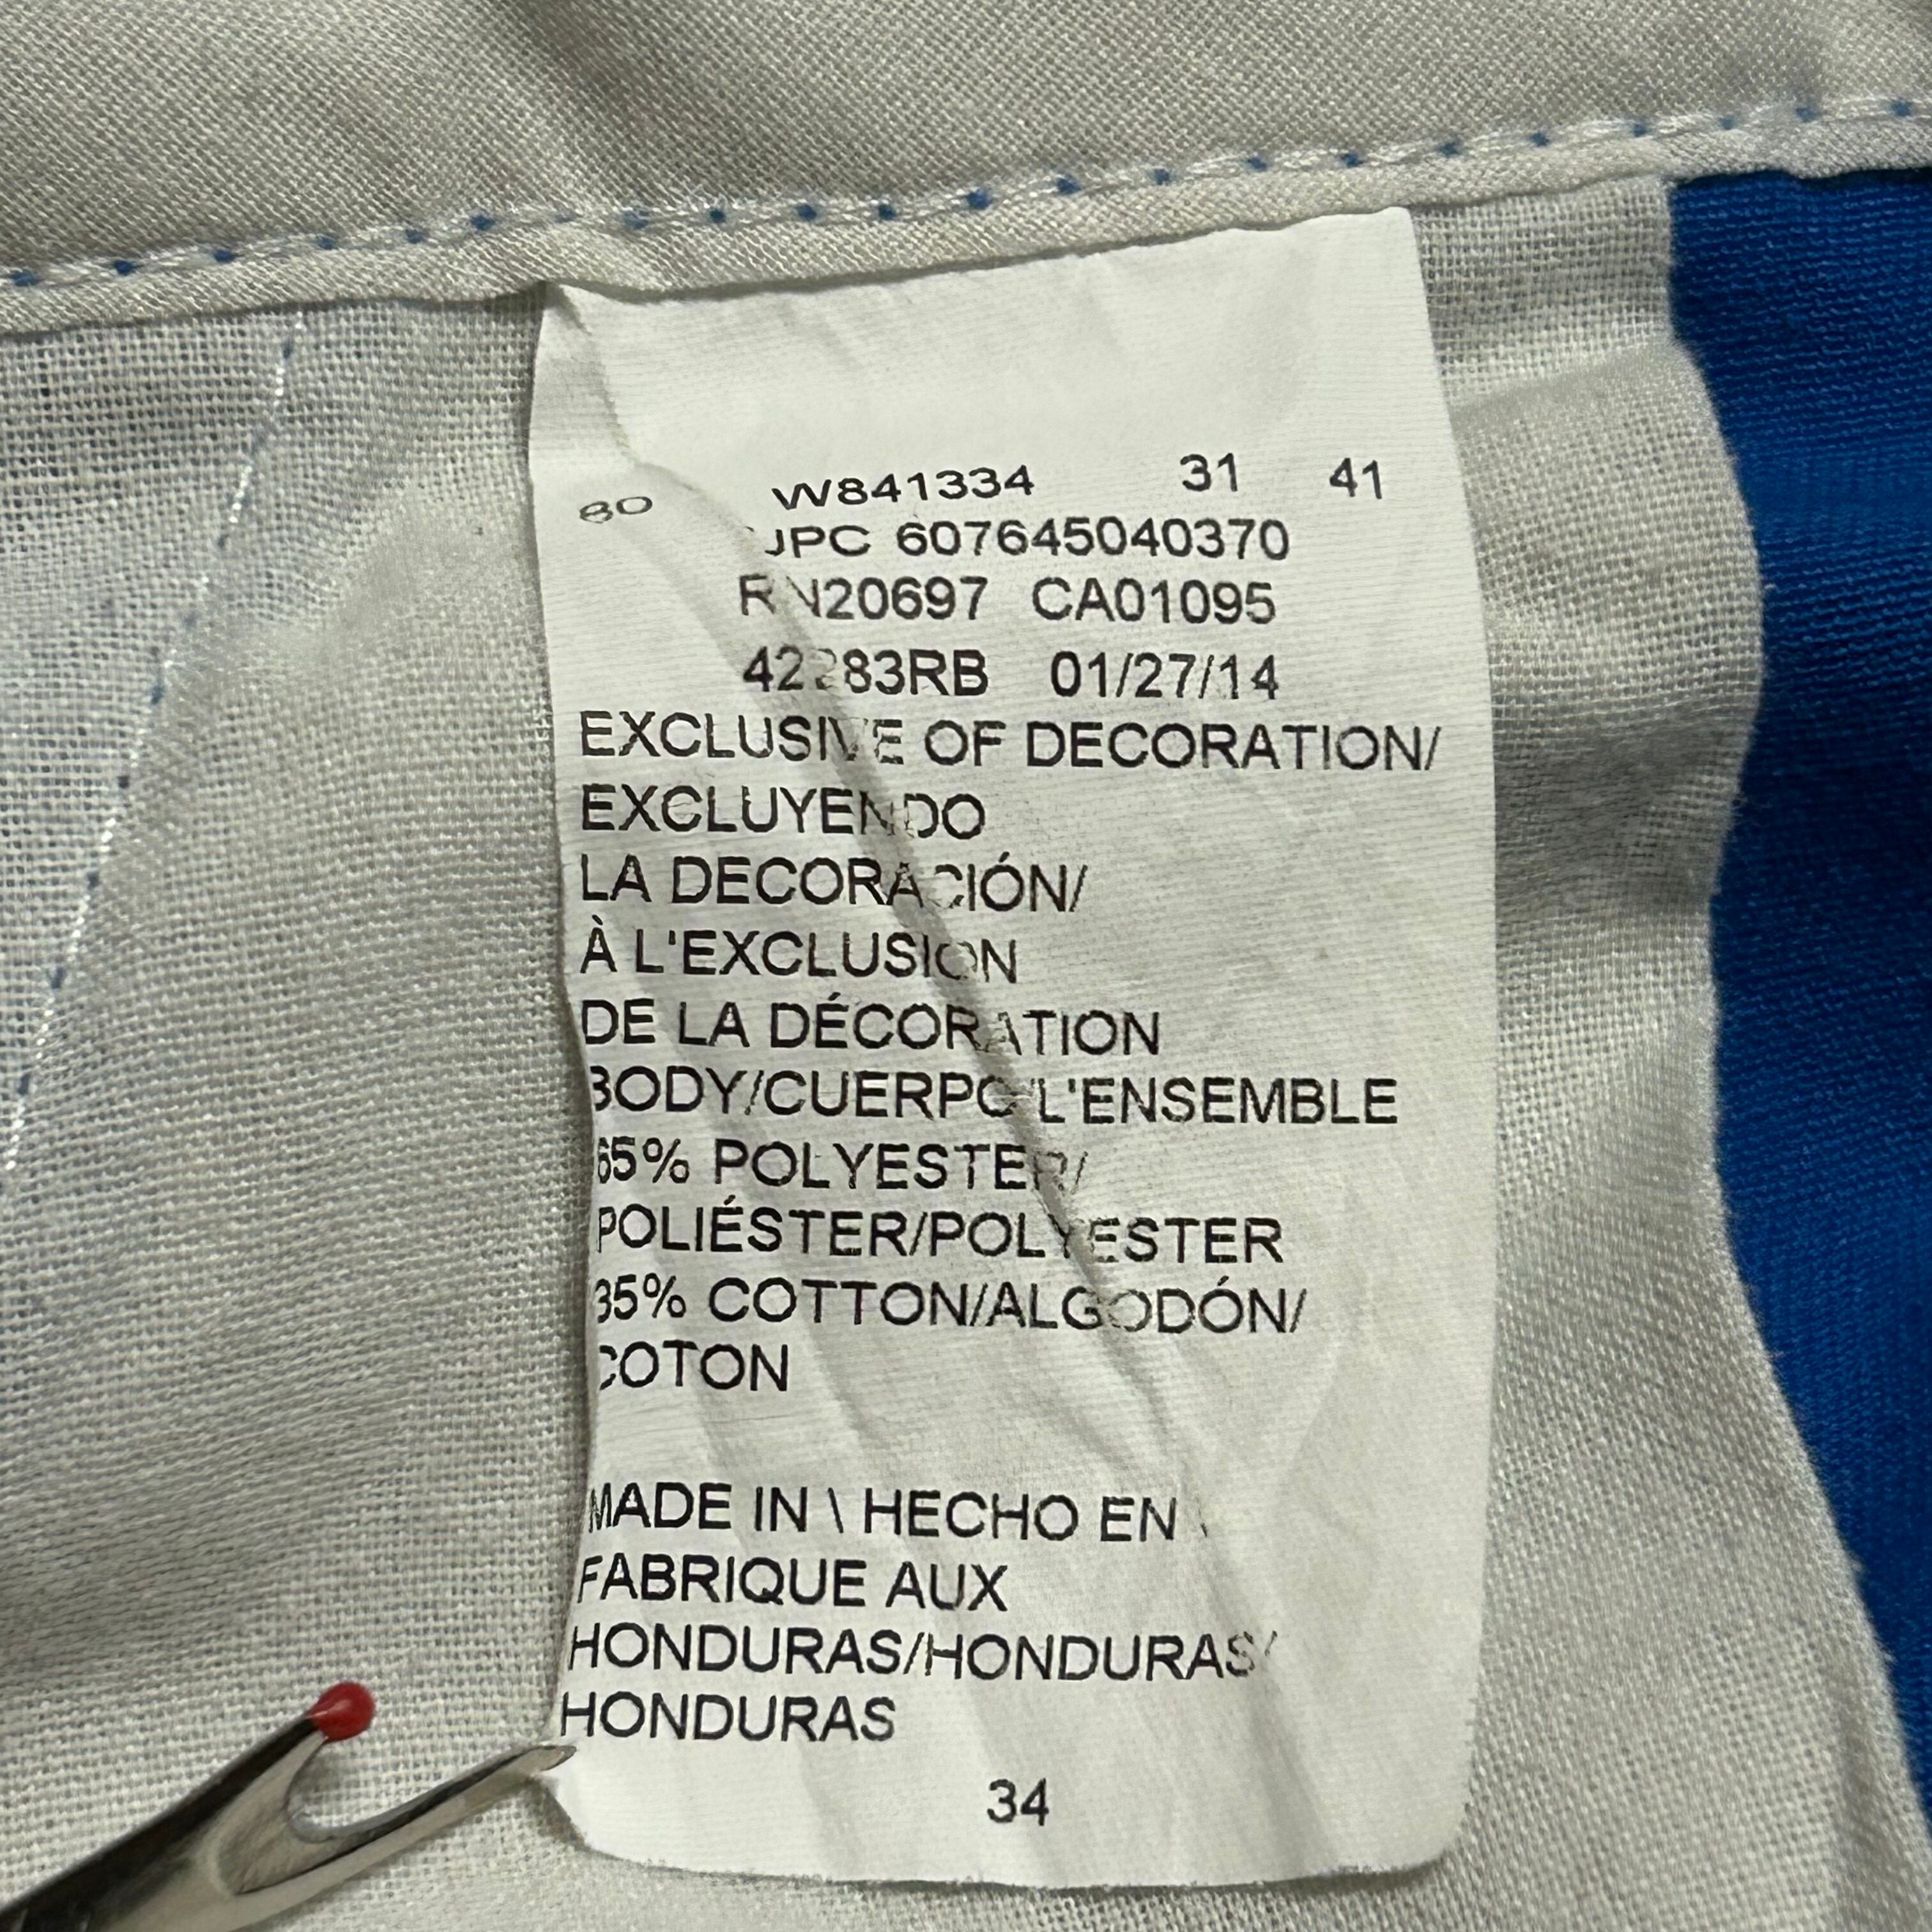 80 W841334 31 41
UPC 607645040370
RN20697 CA01095
01/27/14
EXCLUSIVE OF DECORATION/
EXCLUYENDO
LA DECORACIÓN/
À L'EXCLUSION
DE LA DÉCORATION
BODY/CUERPO/L'ENSEMBLE
65% POLYESTER/
POLIÉSTER/POLYESTER
35% COTTON/ALGODÓN/
COTON
MADE IN \ HECHO EN \
FABRIQUE AUX
HONDURAS/HONDURAS/
HONDURAS
34